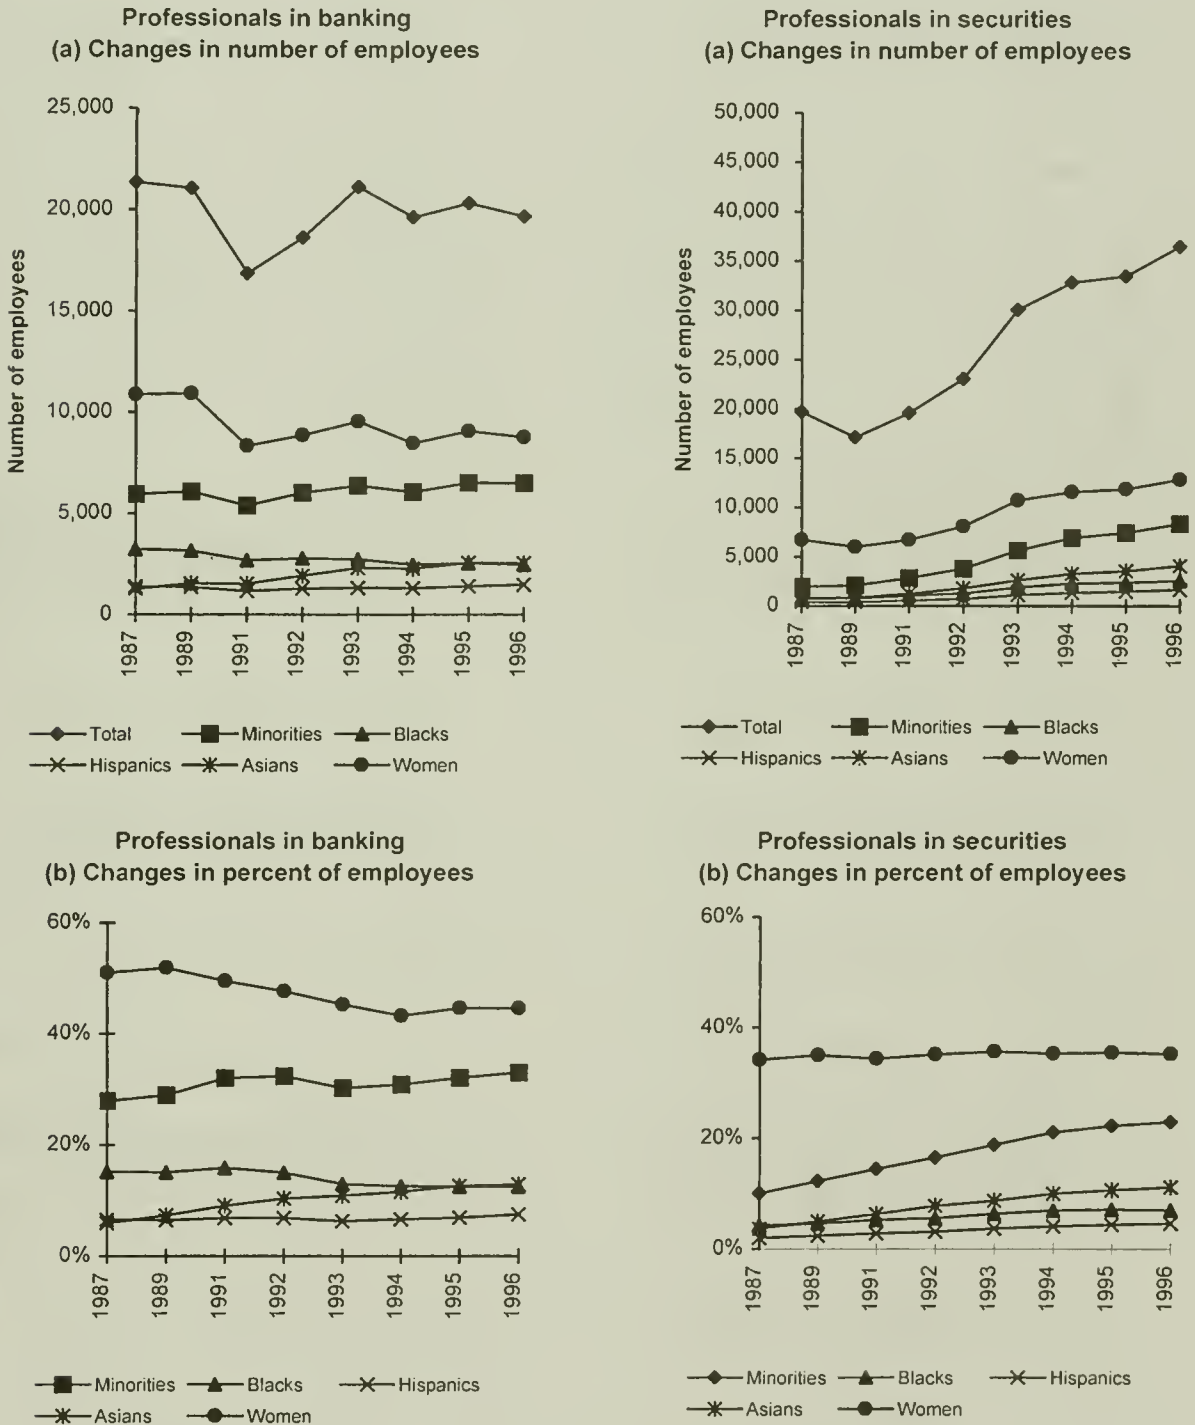 Professionals in banking
(a) Changes in number of employees
25,000
20,000
15,000
10,000
5,000
0
Number of employees
1987
1989
1991
1992
1993
1994
1995
1996
Total
Minorities
Blacks
Hispanics
Asians
Women
Professionals in securities
(a) Changes in number of employees
50,000
45,000
40,000
35,000
30,000
25,000
20,000
15,000
10,000
5,000
0
Number of employees
1987
1989
1991
1992
1993
1994
1995
1996
Total
Minorities
Blacks
Hispanics
Asians
Women
Professionals in banking
(b) Changes in percent of employees
60%
40%
20%
0%
1987
1989
1991
1992
1993
1994
1995
1996
Minorities
Blacks
Hispanics
Asians
Women
Professionals in securities
(b) Changes in percent of employees
60%
40%
20%
0%
1987
1989
1991
1992
1993
1994
1995
1996
Minorities
Blacks
Hispanics
Asians
Women